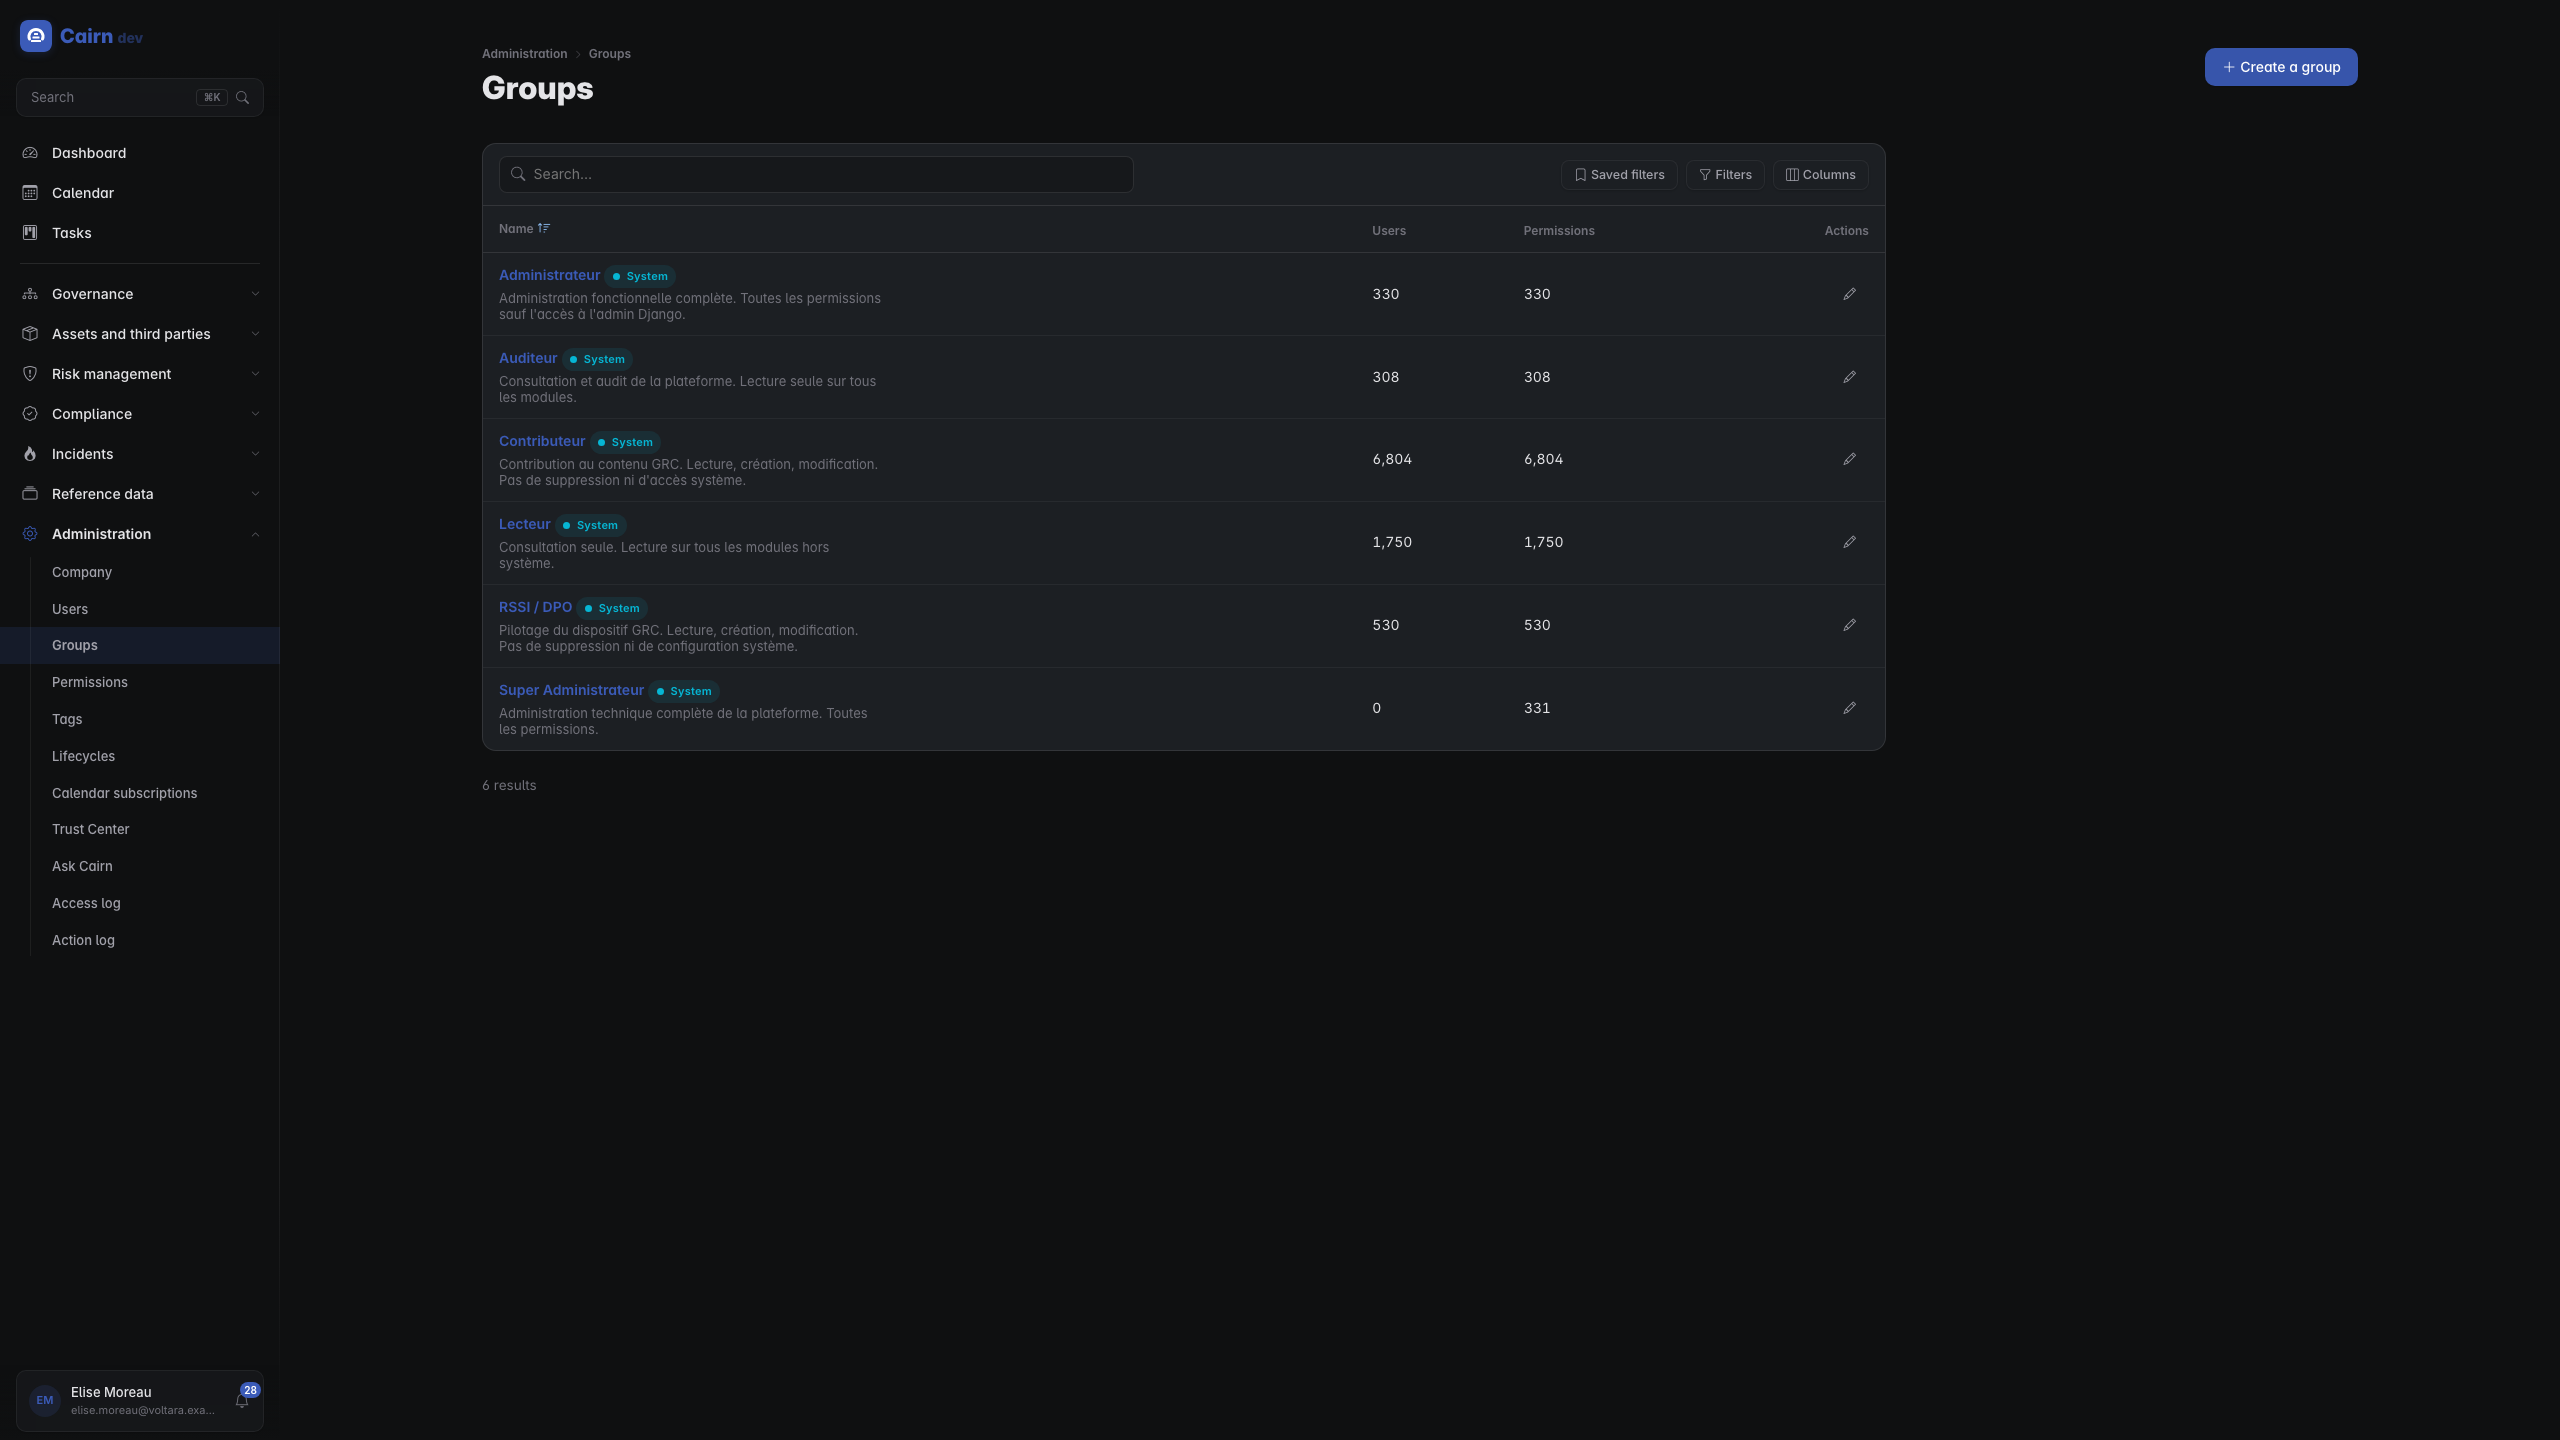 Cairn dev
Search ⌘K
Dashboard
Calendar
Tasks
Governance
Assets and third parties
Risk management
Compliance
Incidents
Reference data
Administration
Company
Users
Groups
Permissions
Tags
Lifecycles
Calendar subscriptions
Trust Center
Ask Cairn
Access log
Action log
EM
Elise Moreau
elise.moreau@voltara.exa...
28
Administration > Groups
Groups
+ Create a group
Search...
Saved filters
Filters
Columns
Name Users Permissions Actions
Administrateur System
Administration fonctionnelle complète. Toutes les permissions
sauf l'accès à l'admin Django.
330 330
Auditeur System
Consultation et audit de la plateforme. Lecture seule sur tous
les modules.
308 308
Contributeur System
Contribution au contenu GRC. Lecture, création, modification.
Pas de suppression ni d'accès système.
6,804 6,804
Lecteur System
Consultation seule. Lecture sur tous les modules hors
système.
1,750 1,750
RSSI / DPO System
Pilotage du dispositif GRC. Lecture, création, modification.
Pas de suppression ni de configuration système.
530 530
Super Administrateur System
Administration technique complète de la plateforme. Toutes
les permissions.
0 331
6 results